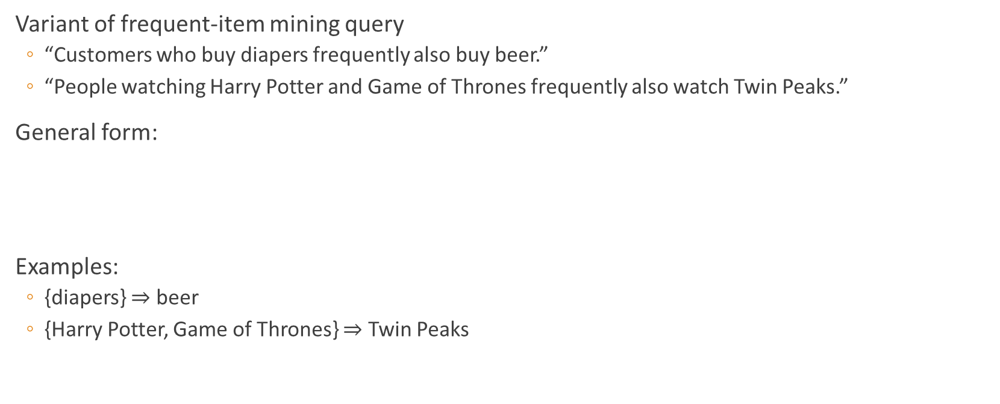 Variant of frequent-item mining query
◦ “Customers who buy diapers frequently also buy beer.”
◦ “People watching Harry Potter and Game of Thrones frequently also watch Twin Peaks.”
General form:
Examples:
◦ {diapers} ⇒ beer
◦ {Harry Potter, Game of Thrones} ⇒ Twin Peaks